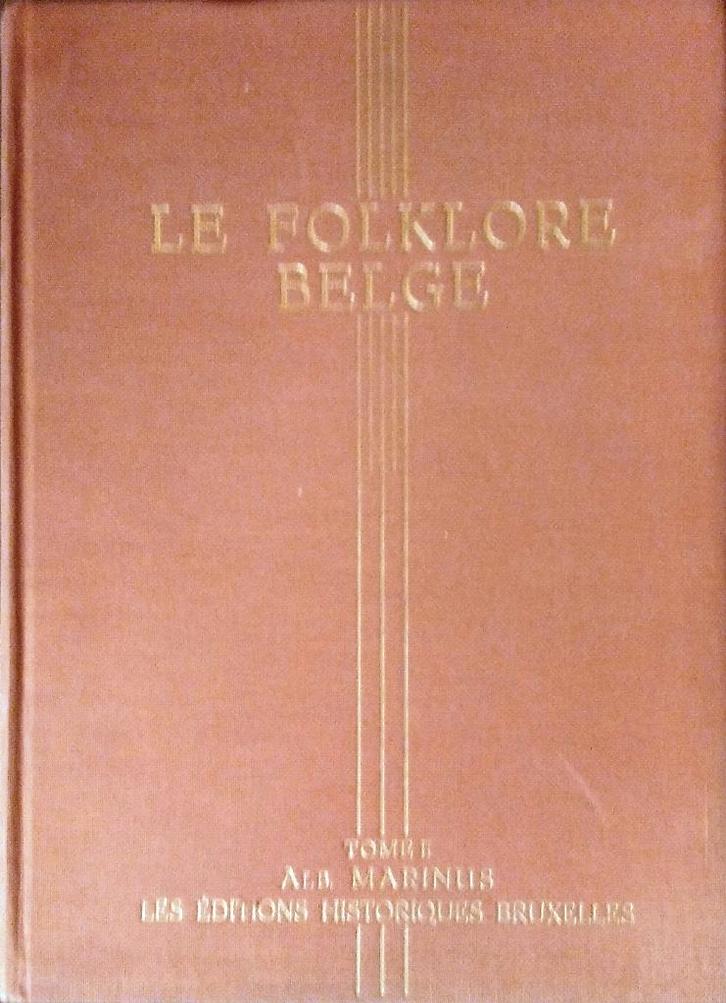 LE FOLKLORE
BELGE
TOME
ALB. MARINUS
LES ÉDITIONS HISTORIQUES BRUXELLES